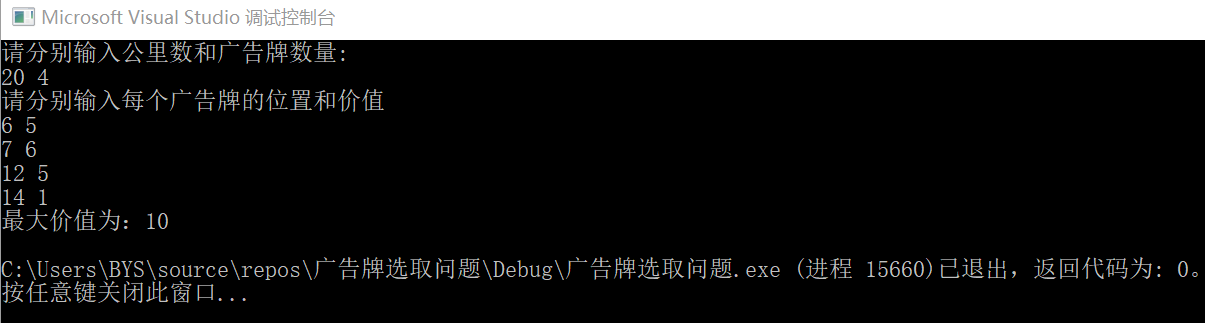 Microsoft Visual Studio 调试控制台
请分别输入公里数和广告牌数量:
20 4
请分别输入每个广告牌的位置和价值
6 5
7 6
12 5
14 1
最大价值为：10
C:\Users\BYS\source\repos\广告牌选取问题\Debug\广告牌选取问题.exe (进程 15660)已退出，返回代码为: 0。
按任意键关闭此窗口...